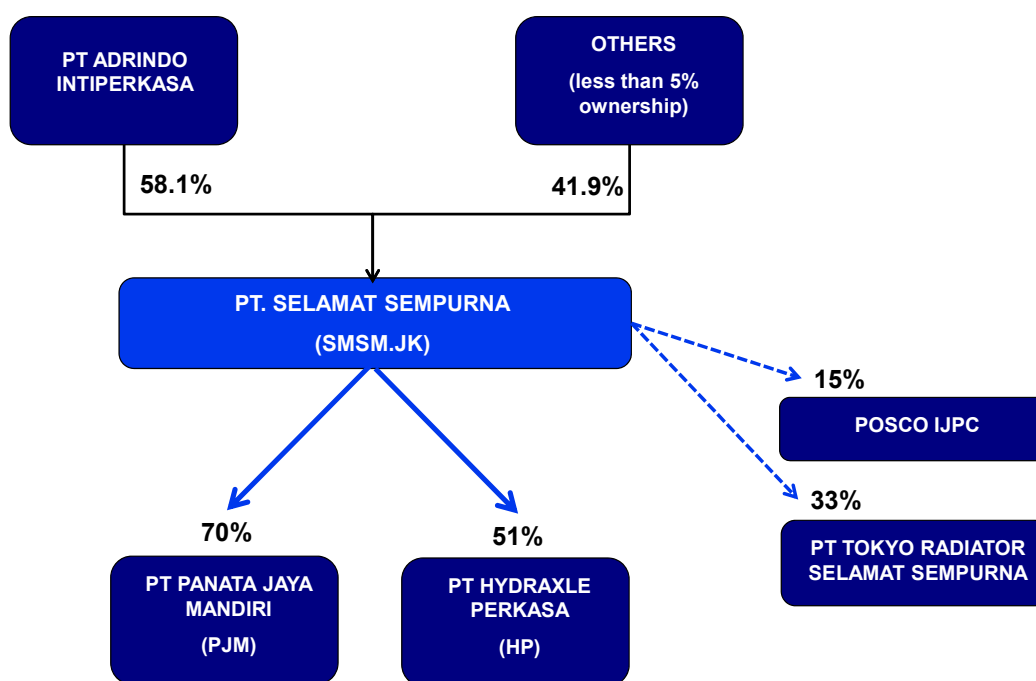 PT ADRINDO
INTIPERKASA
OTHERS
(less than 5%
ownership)
58.1%
41.9%
PT. SELAMAT SEMPURNA
(SMSM.JK)
15%
POSCO IJPC
33%
PT TOKYO RADIATOR
SELAMAT SEMPURNA
70%
51%
PT PANATA JAYA
MANDIRI
(PJM)
PT HYDRAXLE
PERKASA
(HP)